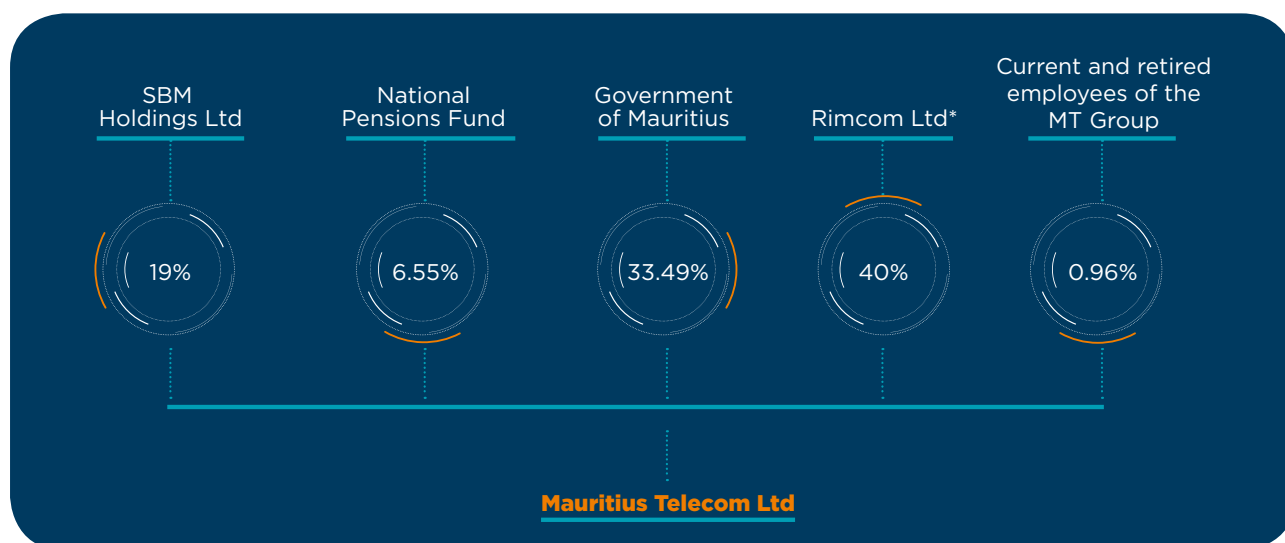 SBM
Holdings Ltd
National
Pensions Fund
Government
of Mauritius
Rimcom Ltd*
Current and retired
employees of the
MT Group
19%
6.55%
33.49%
40%
0.96%
Mauritius Telecom Ltd